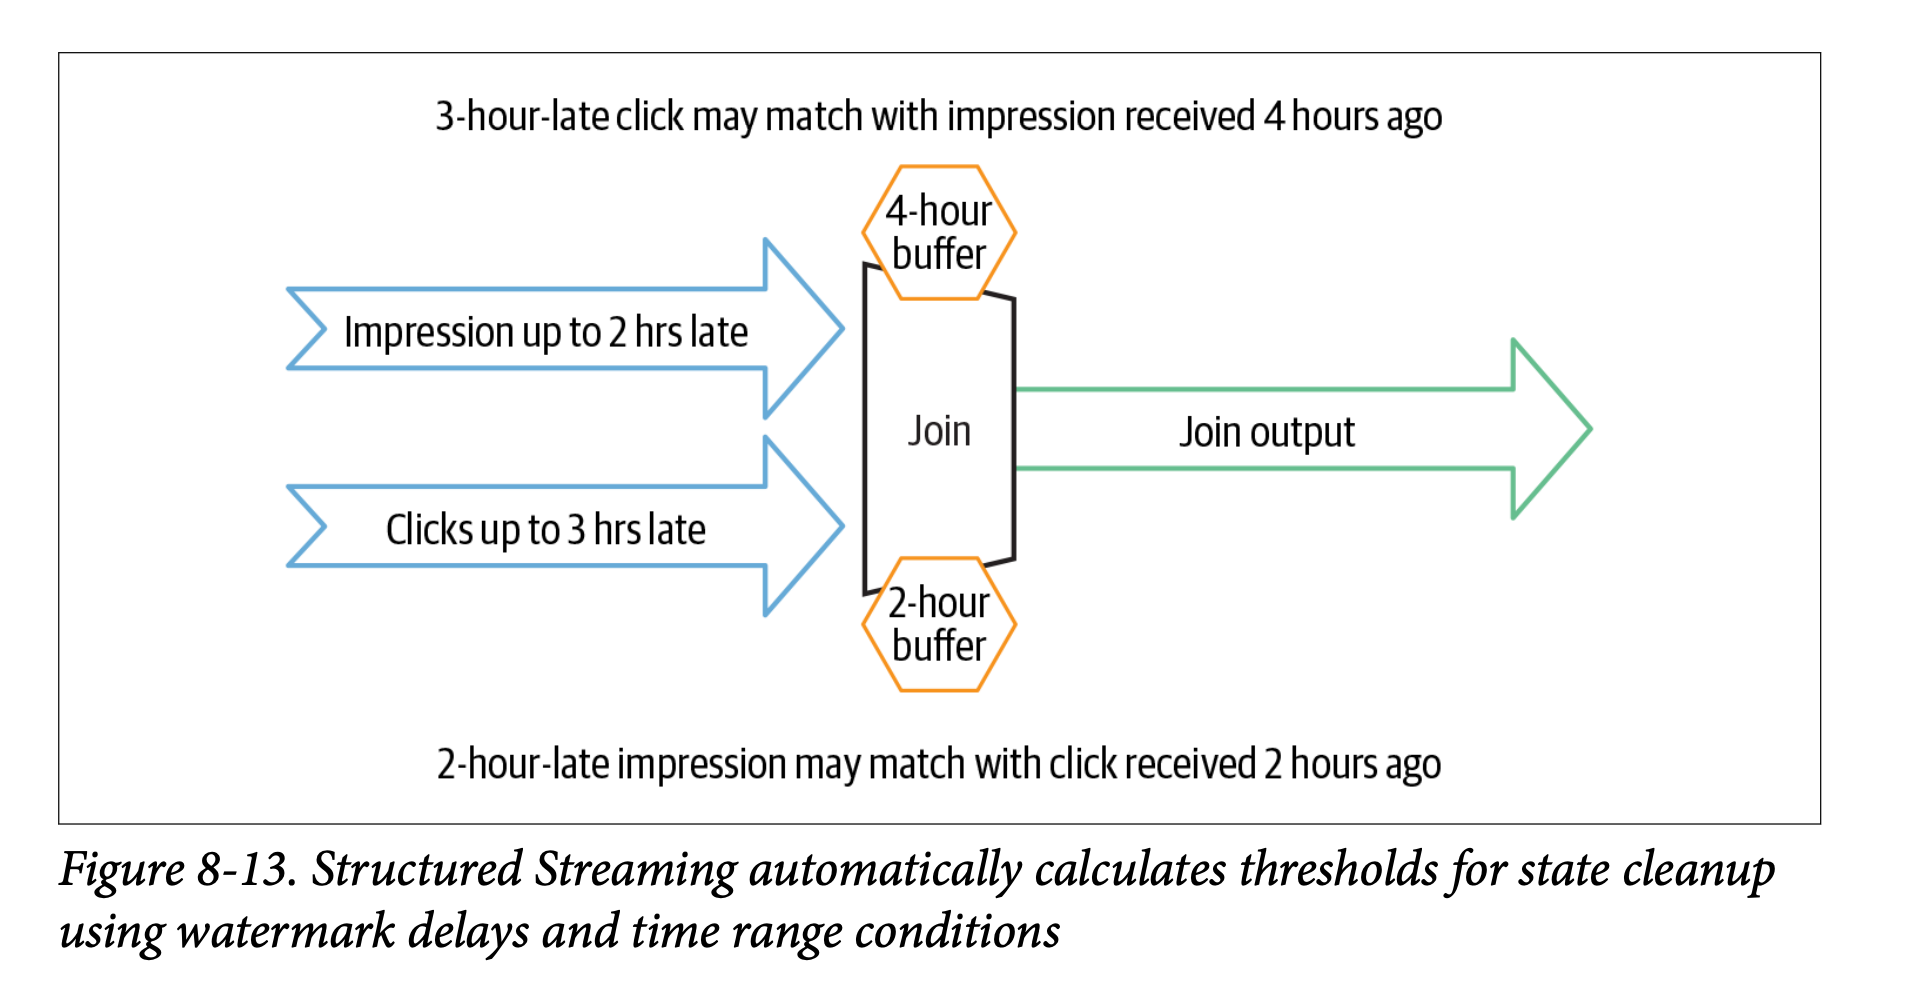 3-hour-late click may match with impression received 4 hours ago
4-hour
buffer
Impression up to 2 hrs late
Join
Join output
Clicks up to 3 hrs late
2-hour
buffer
2-hour-late impression may match with click received 2 hours ago
Figure 8-13. Structured Streaming automatically calculates thresholds for state cleanup
using watermark delays and time range conditions